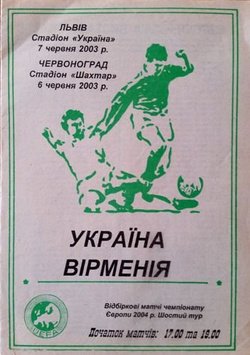 ЛЬВІВ
Стадіон «Україна»
7 червня 2003 р.
ЧЕРВОНОГРАД
Стадіон «Шахтар»
6 червня 2003 р.
УКРАЇНА
ВІРМЕНІЯ
Відбіркові матчі чемпіонату
Європи 2004 р. Шостий тур
UEFA
Початок матчів: 17.00 та 18.00